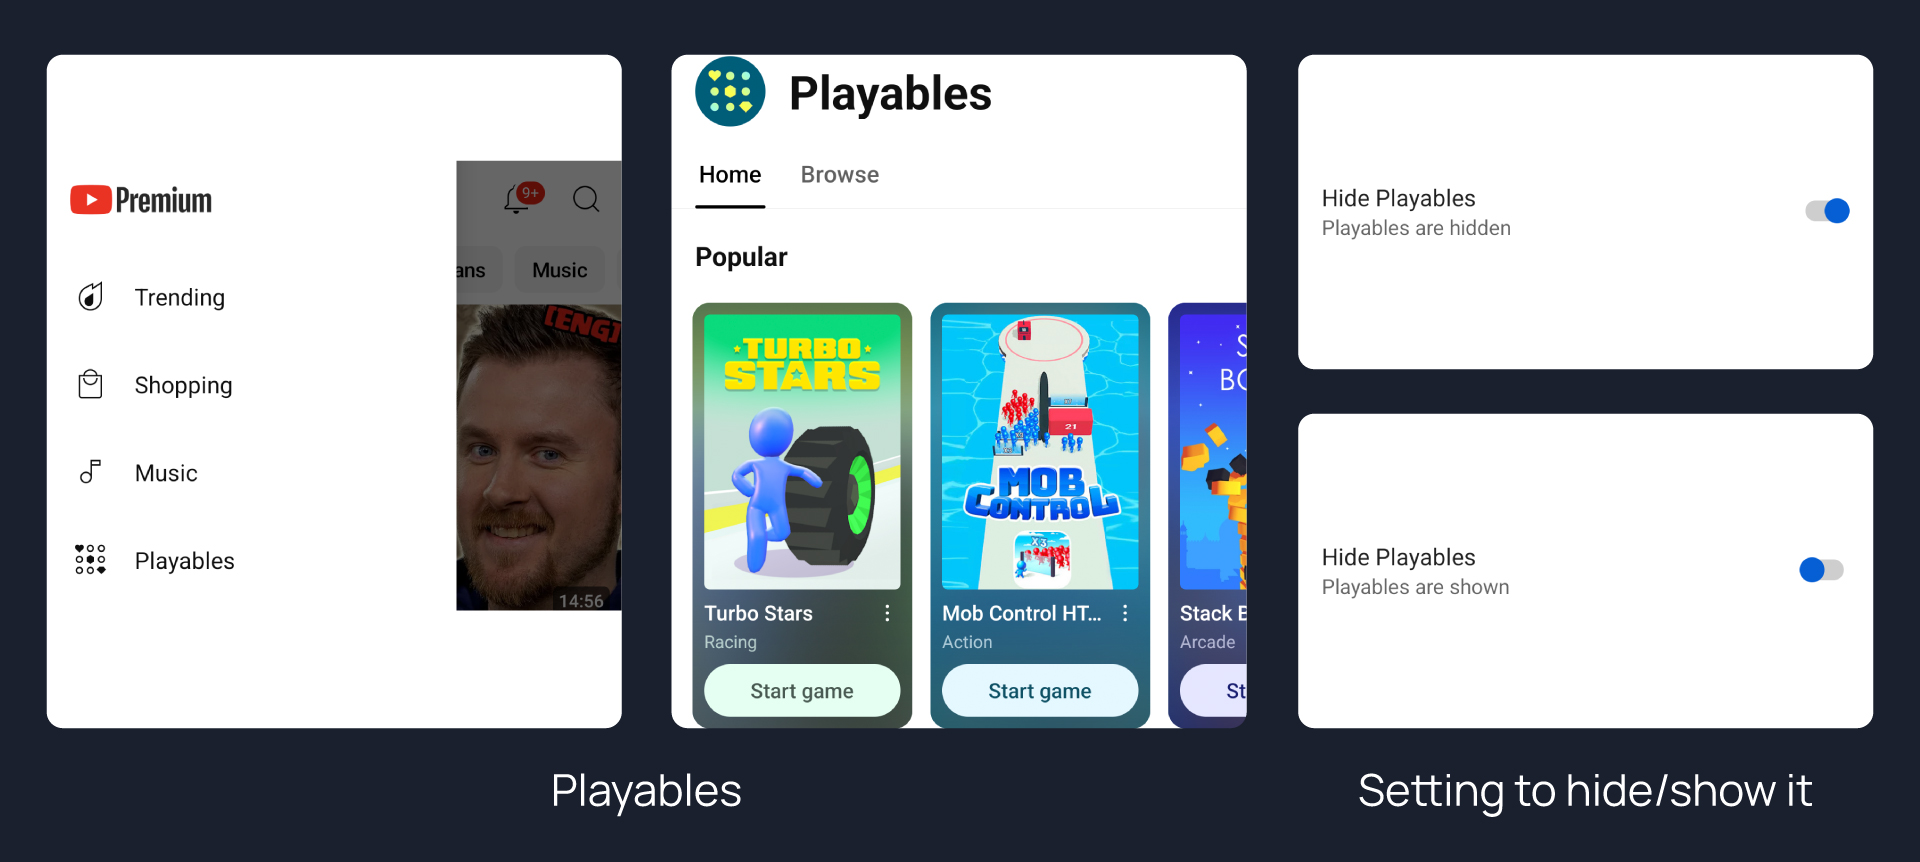 Premium
9+
ans
Music
[ENG]
Trending
Shopping
Music
Playables
14:56
Playables
Home
Browse
Popular
TURBO
STARS
21
MOB
CONTROL
X3
S
BO
Turbo Stars
Racing
Start game
Mob Control HT...
Action
Start game
Stack B
Arcade
St
Hide Playables
Playables are hidden
Hide Playables
Playables are shown
Playables
Setting to hide/show it